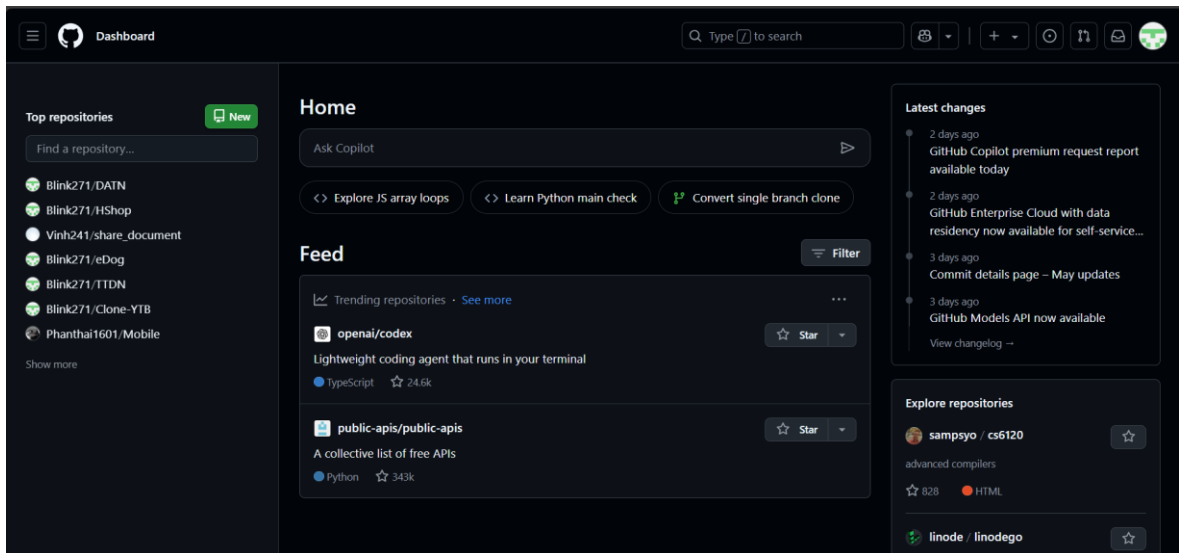 Dashboard
Type / to search
Top repositories
New
Find a repository...
Blink271/DATN
Blink271/HShop
Vinh241/share_document
Blink271/eDog
Blink271/TTDN
Blink271/Clone-YTB
Phanthai1601/Mobile
Show more
Home
Ask Copilot
Explore JS array loops
Learn Python main check
Convert single branch clone
Feed
Filter
Trending repositories · See more
openai/codex
Star
Lightweight coding agent that runs in your terminal
TypeScript 24.6k
public-apis/public-apis
Star
A collective list of free APIs
Python 343k
Latest changes
2 days ago
GitHub Copilot premium request report
available today
2 days ago
GitHub Enterprise Cloud with data
residency now available for self-service...
3 days ago
Commit details page – May updates
3 days ago
GitHub Models API now available
View changelog →
Explore repositories
sampsyo / cs6120
advanced compilers
828 HTML
linode / linodego